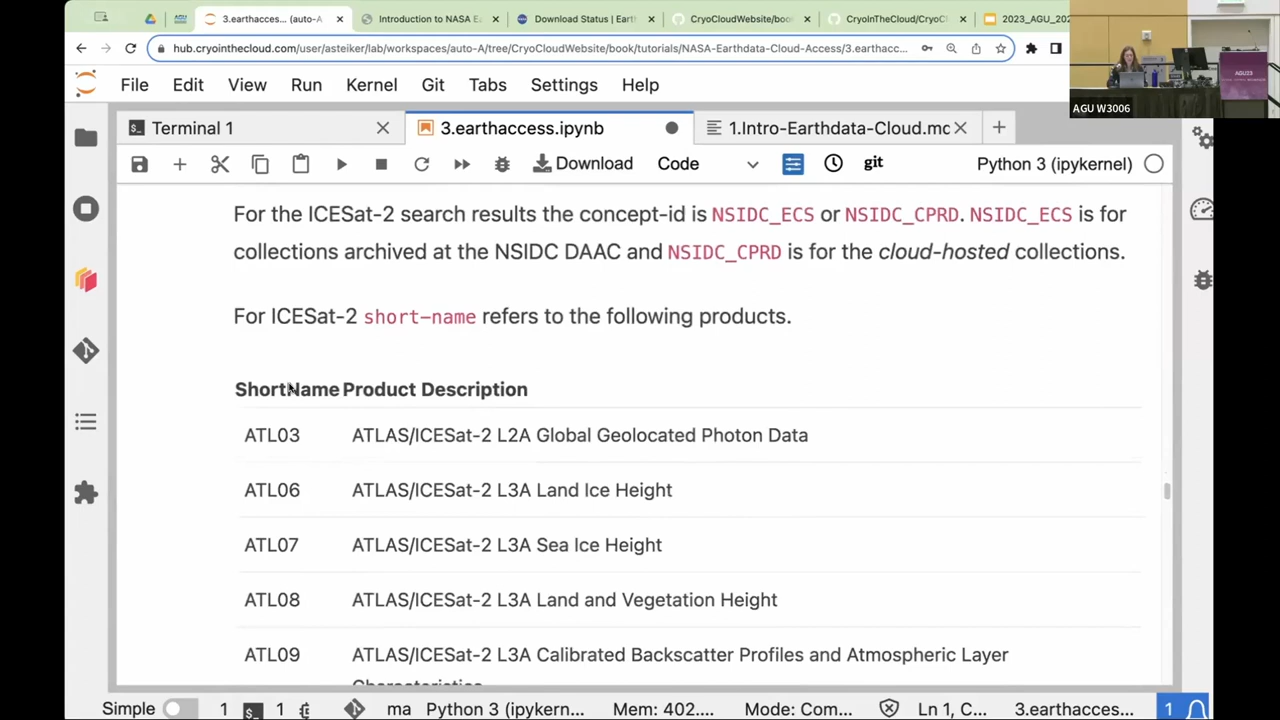 3.earthacces... (auto-A
Introduction to NASA E
Download Status | Eart
CryoCloudWebsite/boo
CryoInTheCloud/CryoC
2023_AGU_202
hub.cryointhecloud.com/user/asteiker/lab/workspaces/auto-A/tree/CryoCloudWebsite/book/tutorials/NASA-Earthdata-Cloud-Access/3.earthacc...
AGU23
AGU W3006
File Edit View Run Kernel Git Tabs Settings Help
Terminal 1
3.earthaccess.ipynb
1.Intro-Earthdata-Cloud.mc
Download
Code
git
Python 3 (ipykernel)
For the ICESat-2 search results the concept-id is NSIDC_ECS or NSIDC_CPRD. NSIDC_ECS is for
collections archived at the NSIDC DAAC and NSIDC_CPRD is for the cloud-hosted collections.
For ICESat-2 short-name refers to the following products.
ShortName Product Description
ATL03 ATLAS/ICESat-2 L2A Global Geolocated Photon Data
ATL06 ATLAS/ICESat-2 L3A Land Ice Height
ATL07 ATLAS/ICESat-2 L3A Sea Ice Height
ATL08 ATLAS/ICESat-2 L3A Land and Vegetation Height
ATL09 ATLAS/ICESat-2 L3A Calibrated Backscatter Profiles and Atmospheric Layer
Characteristics
Simple 1 1 ma Python 3 (ipykern... Mem: 402.... Mode: Com... Ln 1, C... 3.earthacces... 1